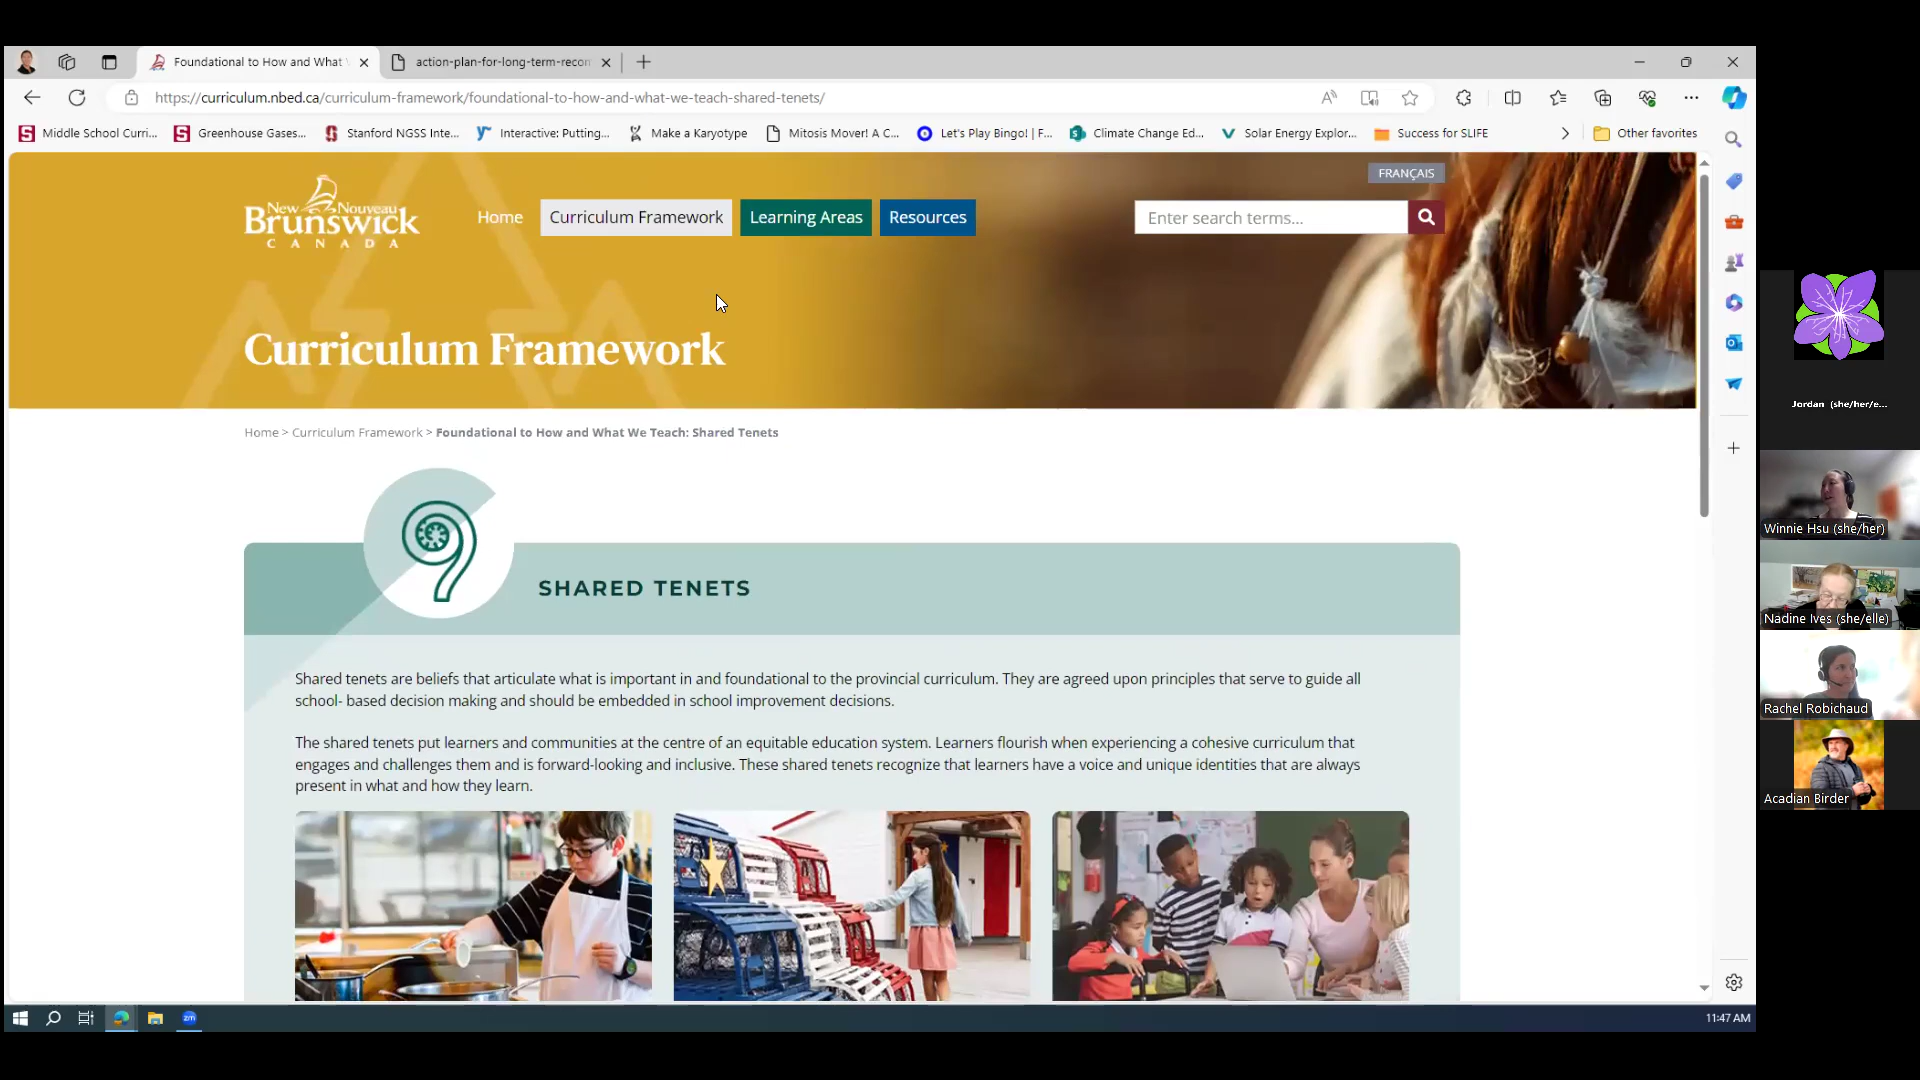 Foundational to How and What
action-plan-for-long-term-recon
https://curriculum.nbed.ca/curriculum-framework/foundational-to-how-and-what-we-teach-shared-tenets/
Middle School Curri...
Greenhouse Gases...
Stanford NGSS Inte...
Interactive: Putting...
Make a Karyotype
Mitosis Mover! A C...
Let's Play Bingo! | F...
Climate Change Ed...
Solar Energy Explor...
Success for SLIFE
Other favorites
FRANÇAIS
New Nouveau
Brunswick
CANADA
Home
Curriculum Framework
Learning Areas
Resources
Enter search terms...
Curriculum Framework
Home > Curriculum Framework > Foundational to How and What We Teach: Shared Tenets
SHARED TENETS
Shared tenets are beliefs that articulate what is important in and foundational to the provincial curriculum. They are agreed upon principles that serve to guide all
school- based decision making and should be embedded in school improvement decisions.
The shared tenets put learners and communities at the centre of an equitable education system. Learners flourish when experiencing a cohesive curriculum that
engages and challenges them and is forward-looking and inclusive. These shared tenets recognize that learners have a voice and unique identities that are always
present in what and how they learn.
Jordan (she/her/e...
Winnie Hsu (she/her)
Nadine Ives (she/elle)
Rachel Robichaud
Acadian Birder
zm
11:47 AM